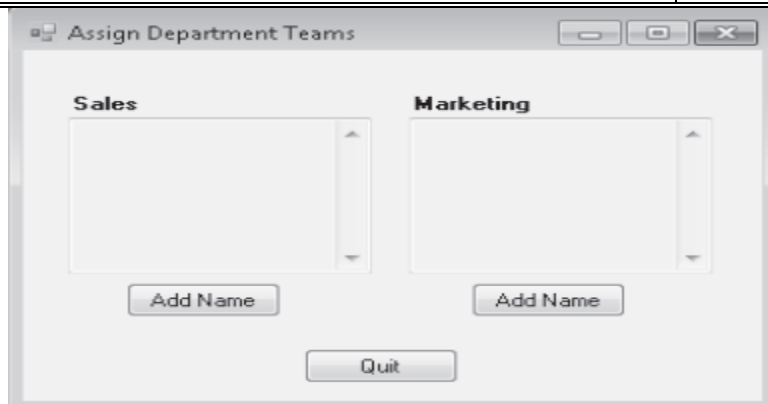 Assign Department Teams
Sales
Marketing
Add Name
Add Name
Quit